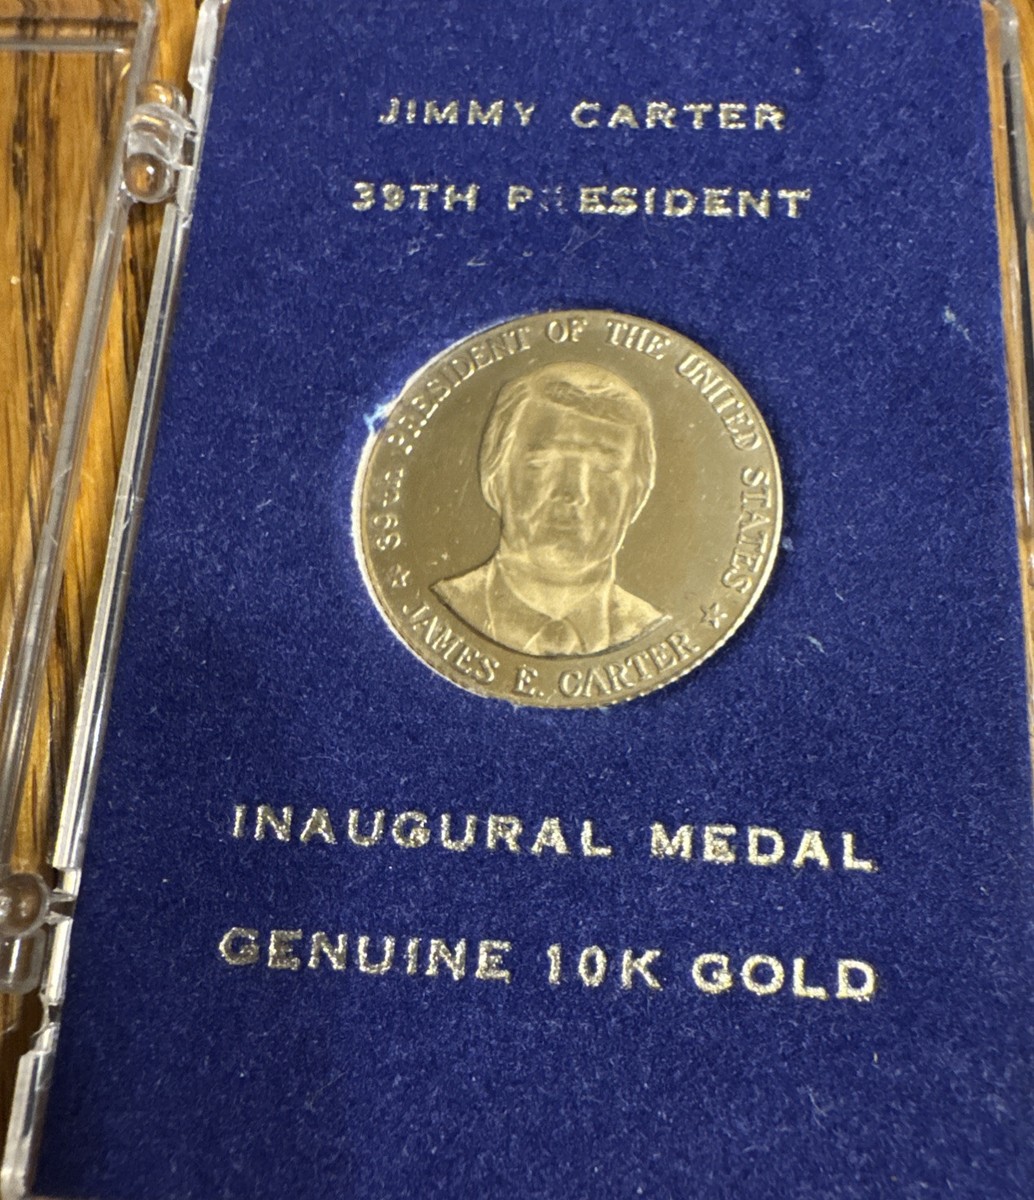 JIMMY CARTER
39TH PRESIDENT
39TH PRESIDENT OF THE UNITED STATES
JAMES E. CARTER
INAUGURAL MEDAL
GENUINE 10K GOLD